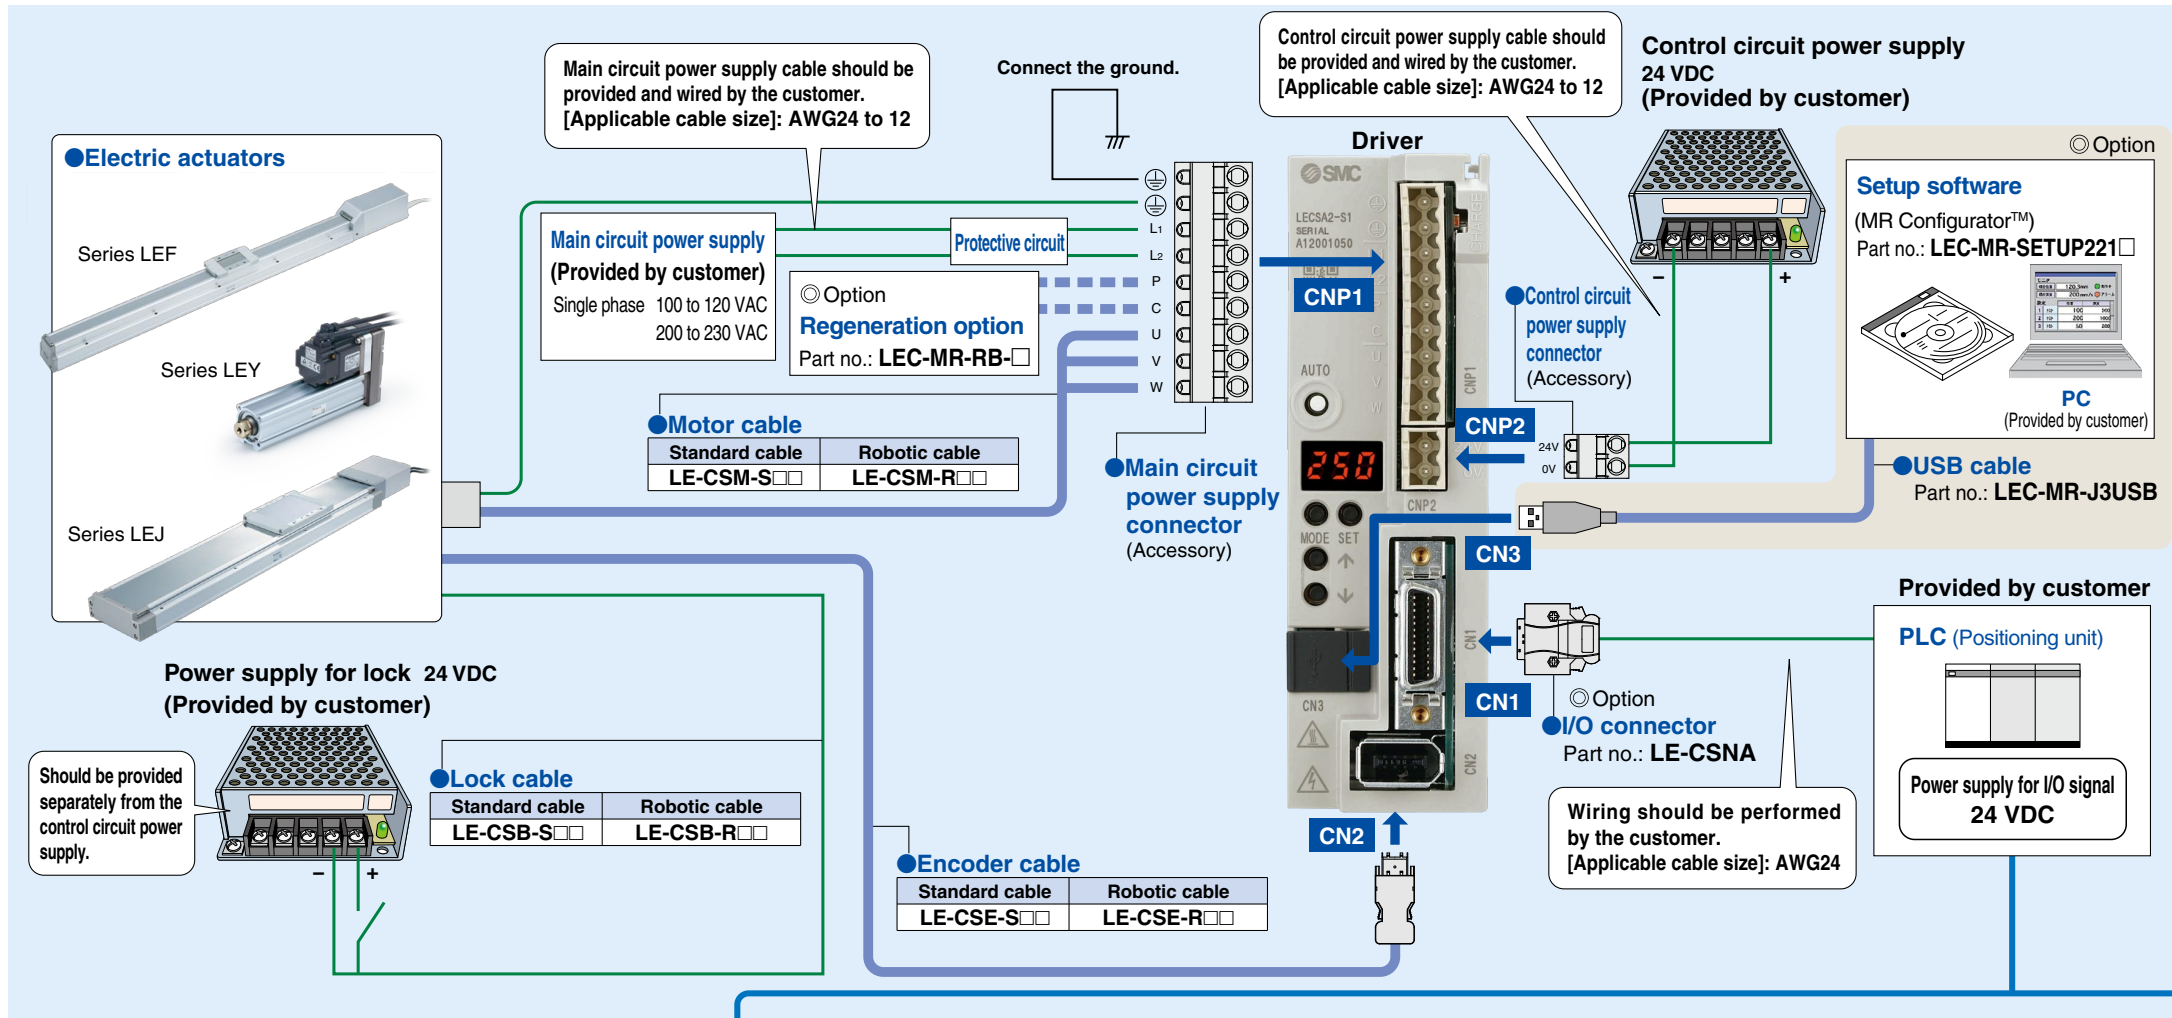 Main circuit power supply cable should be
provided and wired by the customer.
[Applicable cable size]: AWG24 to 12
Connect the ground.
Control circuit power supply cable should
be provided and wired by the customer.
[Applicable cable size]: AWG24 to 12
Control circuit power supply
24 VDC
(Provided by customer)
Driver
●Electric actuators
Series LEF
Series LEY
Series LEJ
Main circuit power supply
(Provided by customer)
Single phase 100 to 120 VAC
200 to 230 VAC
Protective circuit
◎Option
Regeneration option
Part no.: LEC-MR-RB-□
L1
L2
P
C
U
V
W
●Motor cable
Standard cable Robotic cable
LE-CSM-S□□ LE-CSM-R□□
●Main circuit
power supply
connector
(Accessory)
SMC
LECSA2-S1
SERIAL
A12001050
CHARGE
AUTO
250
MODE SET
CNP1
C
U
V
W
CNP2
CN1
CN3
CN2
CNP1
CNP2
CN3
CN1
CN2
●Control circuit
power supply
connector
(Accessory)
24V
0V
− +
◎Option
Setup software
(MR Configurator™)
Part no.: LEC-MR-SETUP221□
PC
(Provided by customer)
●USB cable
Part no.: LEC-MR-J3USB
Provided by customer
PLC (Positioning unit)
Power supply for I/O signal
24 VDC
◎Option
●I/O connector
Part no.: LE-CSNA
Wiring should be performed
by the customer.
[Applicable cable size]: AWG24
Power supply for lock 24 VDC
(Provided by customer)
Should be provided
separately from the
control circuit power
supply.
− +
●Lock cable
Standard cable Robotic cable
LE-CSB-S□□ LE-CSB-R□□
●Encoder cable
Standard cable Robotic cable
LE-CSE-S□□ LE-CSE-R□□